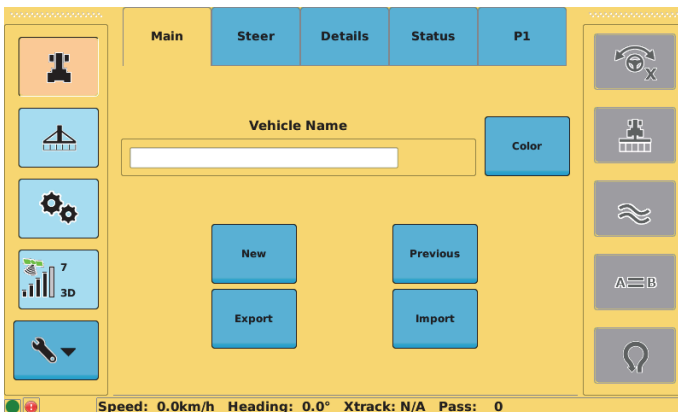 Main Steer Details Status P1
Vehicle Name
Color
X
7
3D
New Previous
A B
Export Import
Speed: 0.0km/h Heading: 0.0° Xtrack: N/A Pass: 0